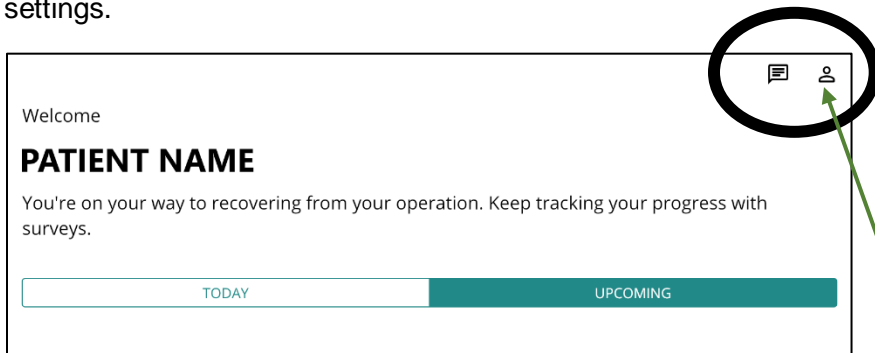 settings.
Welcome
PATIENT NAME
You're on your way to recovering from your operation. Keep tracking your progress with
surveys.
TODAY
UPCOMING